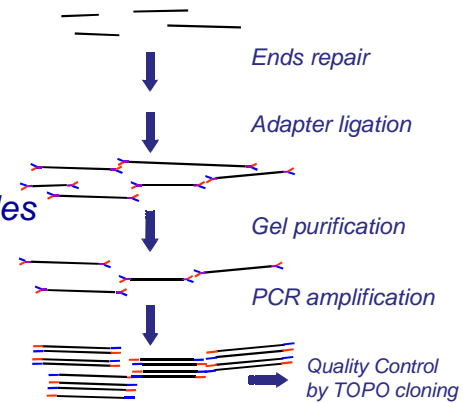 Ends repair
Adapter ligation
Gel purification
PCR amplification
Quality Control
by TOPO cloning